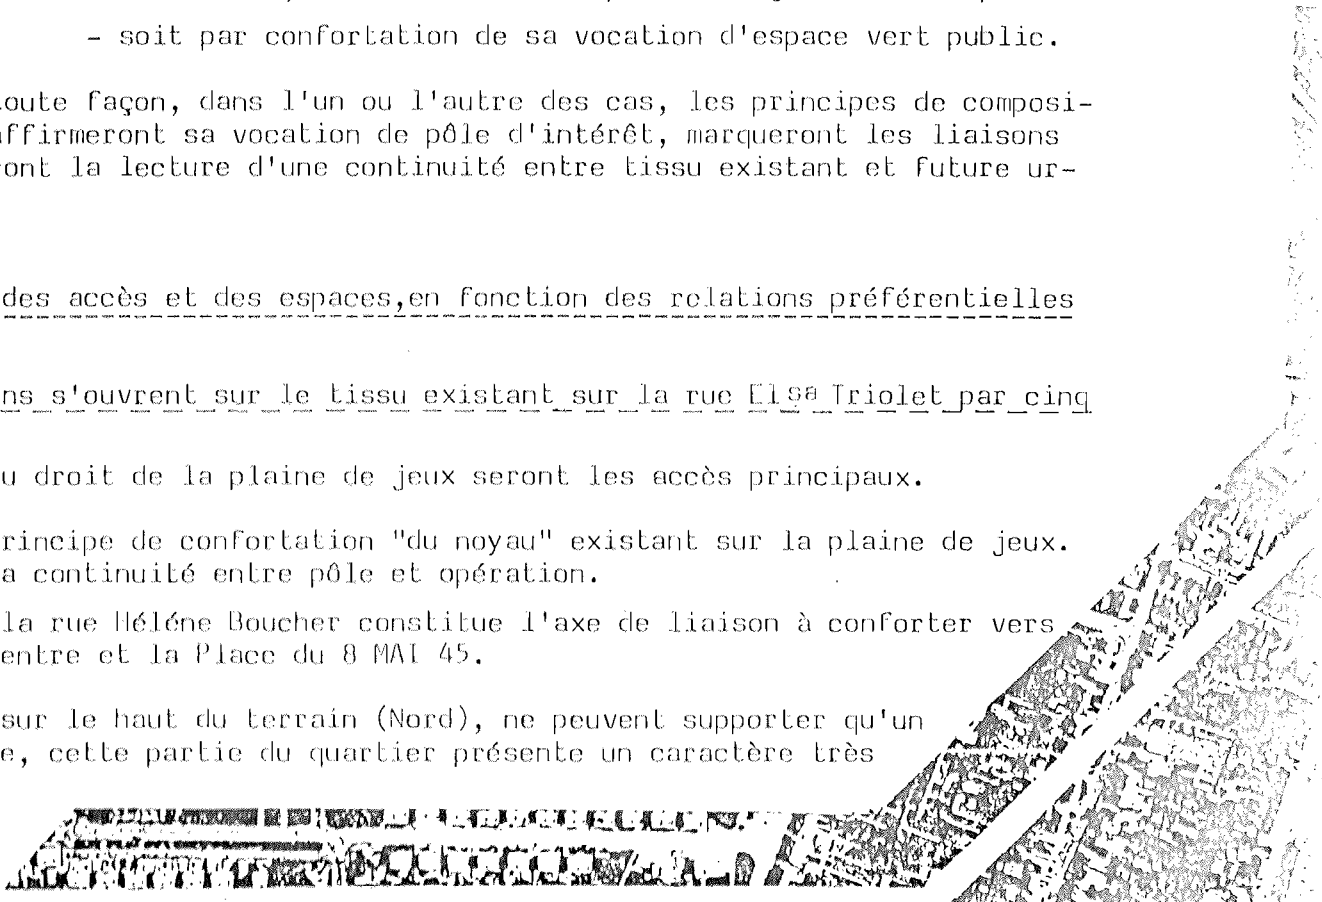 - soit par confortation de sa vocation d'espace vert public.
oute façon, dans l'un ou l'autre des cas, les principes de composi-
affirmeront sa vocation de pôle d'intérêt, marqueront les liaisons
ont la lecture d'une continuité entre tissu existant et future ur-
des accès et des espaces,en fonction des relations préférentielles
ns s'ouvrent sur le tissu existant sur la rue Elsa Triolet par cinq
u droit de la plaine de jeux seront les accès principaux.
rincipe de confortation "du noyau" existant sur la plaine de jeux.
a continuité entre pôle et opération.
la rue Héléne Boucher constitue l'axe de liaison à conforter vers
entre et la Place du 8 MAI 45.
sur le haut du terrain (Nord), ne peuvent supporter qu'un
e, cette partie du quartier présente un caractère très